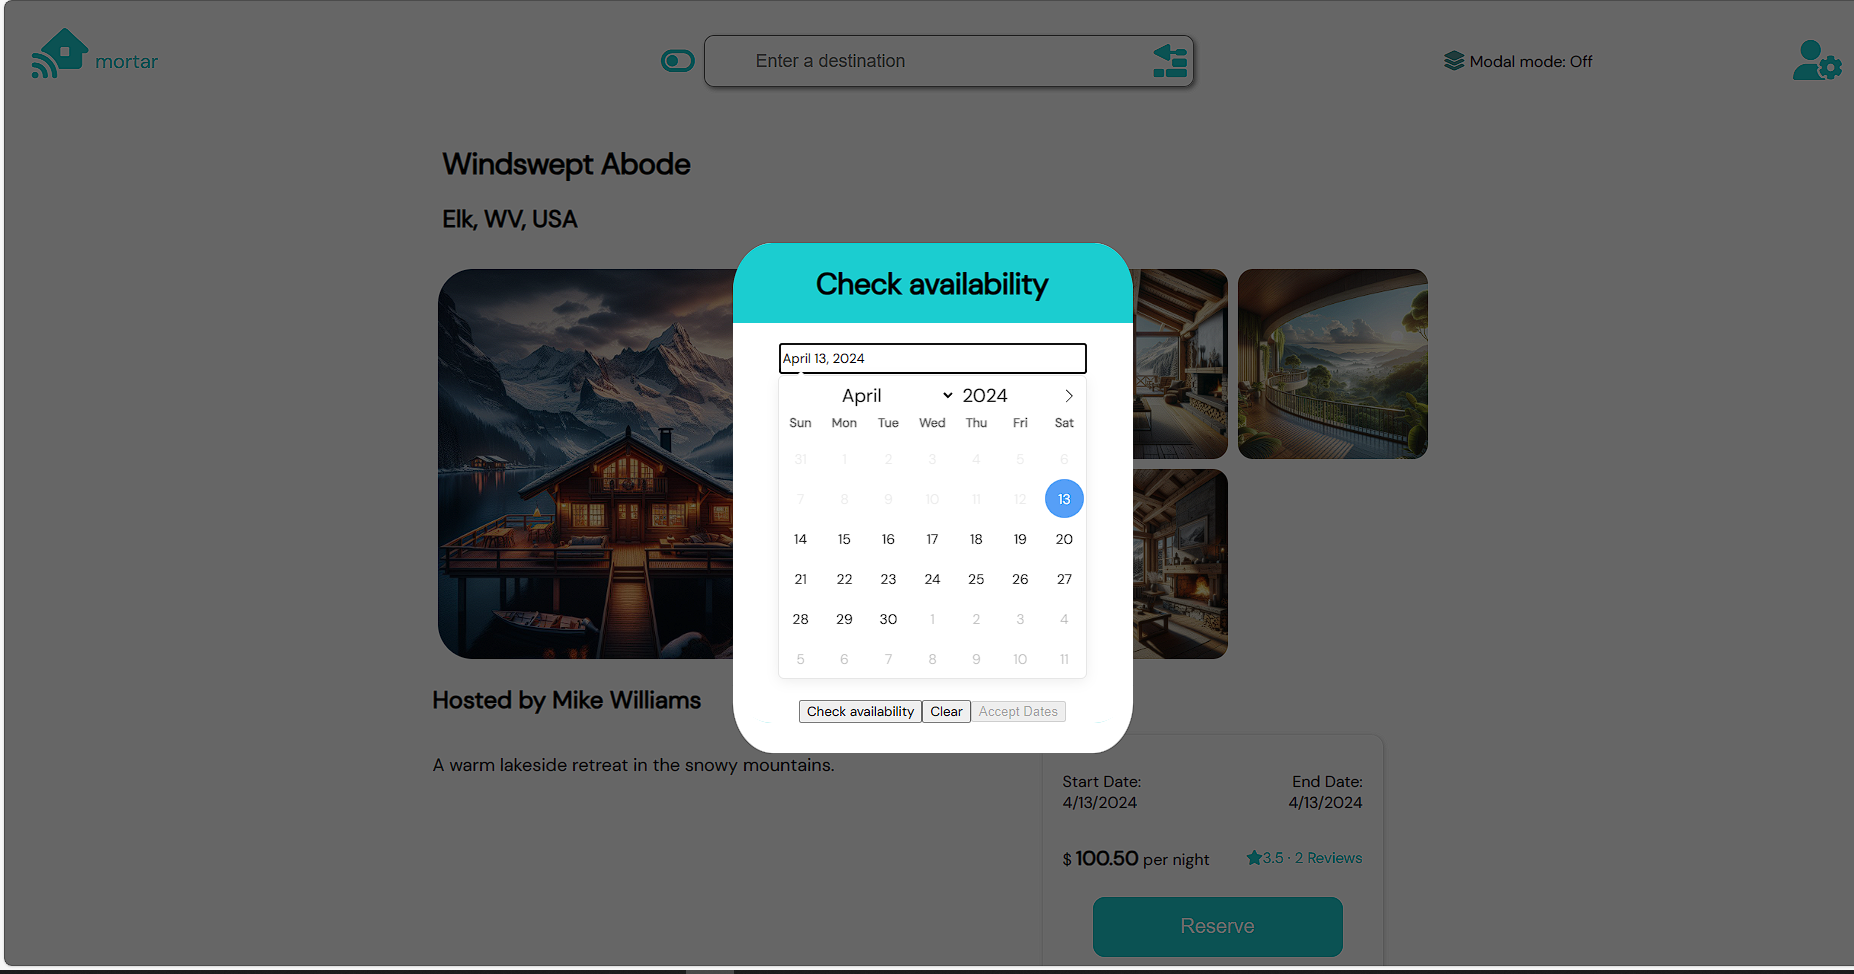 mortar
Enter a destination
Modal mode: Off
Windswept Abode
Elk, WV, USA
Check availability
April 13, 2024
April 2024
Sun Mon Tue Wed Thu Fri Sat
31 1 2 3 4 5 6
7 8 9 10 11 12 13
14 15 16 17 18 19 20
21 22 23 24 25 26 27
28 29 30 1 2 3 4
5 6 7 8 9 10 11
Check availability Clear Accept Dates
Hosted by Mike Williams
A warm lakeside retreat in the snowy mountains.
Start Date: End Date:
4/13/2024 4/13/2024
$ 100.50 per night 3.5 · 2 Reviews
Reserve